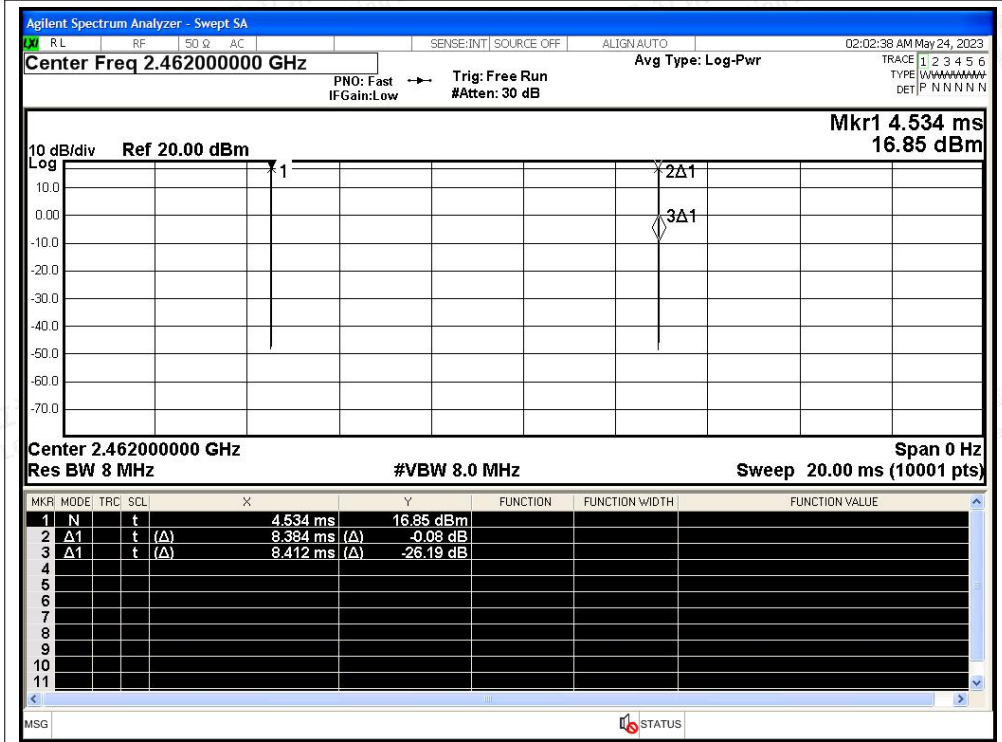 Agilent Spectrum Analyzer - Swept SA
LXI RL RF 50 Ω AC SENSE:INT SOURCE OFF ALIGN AUTO 02:02:38 AM May 24, 2023
Center Freq 2.462000000 GHz
Avg Type: Log-Pwr
TRACE 1 2 3 4 5 6
PNO: Fast
Trig: Free Run
TYPE WWWWWW
IFGain:Low
#Atten: 30 dB
DET P N N N N N
Mkr1 4.534 ms
16.85 dBm
10 dB/div Ref 20.00 dBm
Log
1
2Δ1
10.0
3Δ1
0.00
-10.0
-20.0
-30.0
-40.0
-50.0
-60.0
-70.0
Center 2.462000000 GHz Span 0 Hz
Res BW 8 MHz #VBW 8.0 MHz Sweep 20.00 ms (10001 pts)
MKR MODE TRC SCL X Y FUNCTION FUNCTION WIDTH FUNCTION VALUE
1 N t 4.534 ms 16.85 dBm
2 Δ1 t (Δ) 8.384 ms (Δ) -0.08 dB
3 Δ1 t (Δ) 8.412 ms (Δ) -26.19 dB
4
5
6
7
8
9
10
11
MSG STATUS